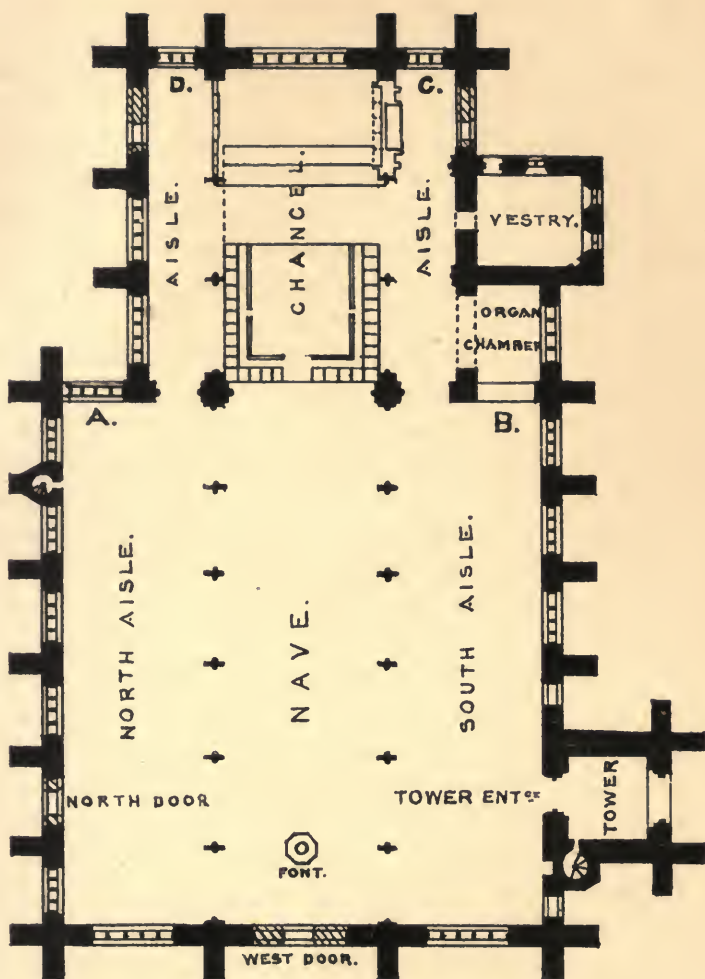 D.
C.
AISLE.
CHANCEL.
AISLE.
VESTRY.
ORGAN
CHAMBER
A.
B.
NORTH AISLE.
NAVE.
SOUTH AISLE.
NORTH DOOR
TOWER ENTCE
TOWER
FONT.
WEST DOOR.